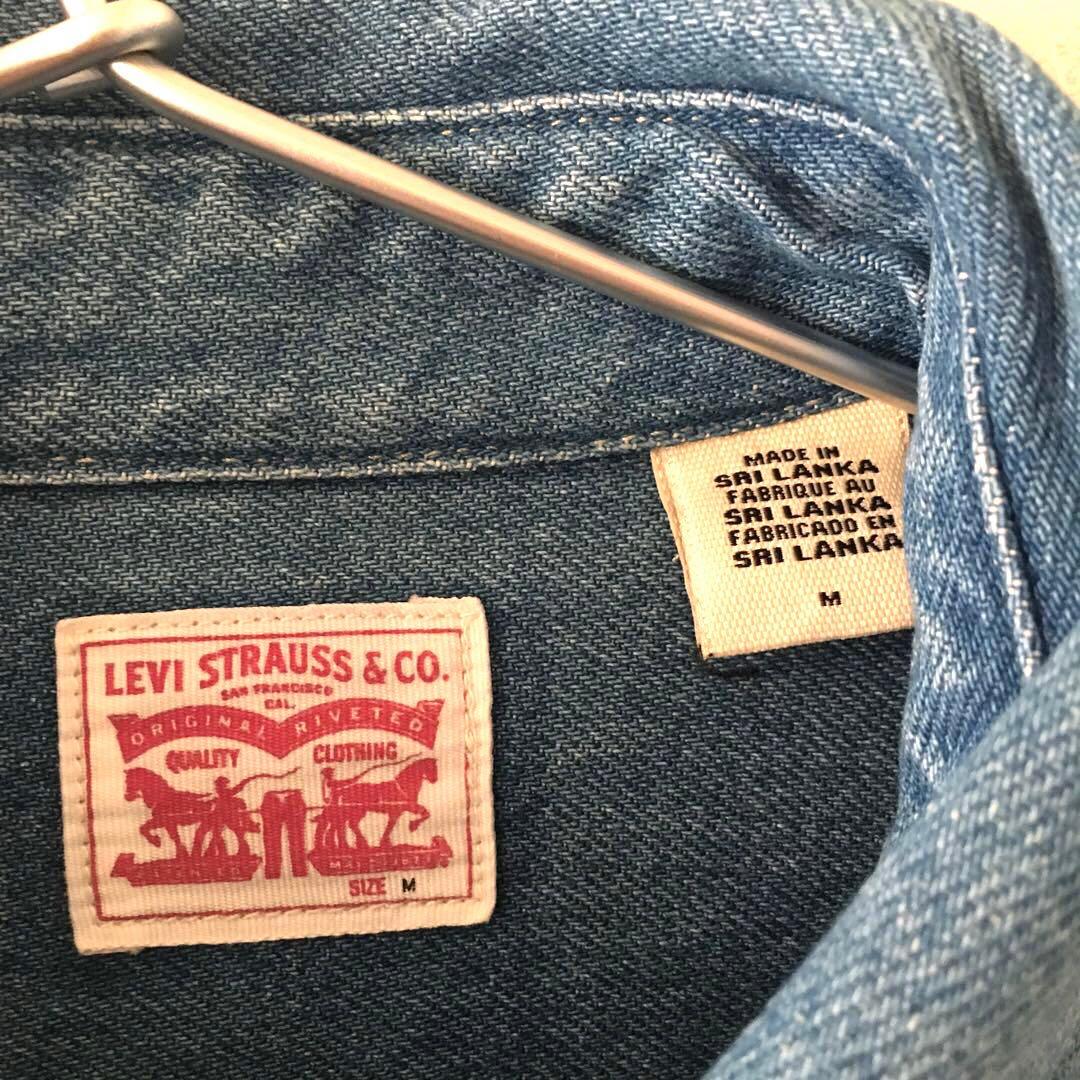 MADE IN
SRI LANKA
FABRIQUE AU
SRI LANKA
FABRICADO EN
SRI LANKA
M
LEVI STRAUSS & CO.
SAN FRANCISCO
CAL.
ORIGINAL RIVETED
QUALITY CLOTHING
SIZE M